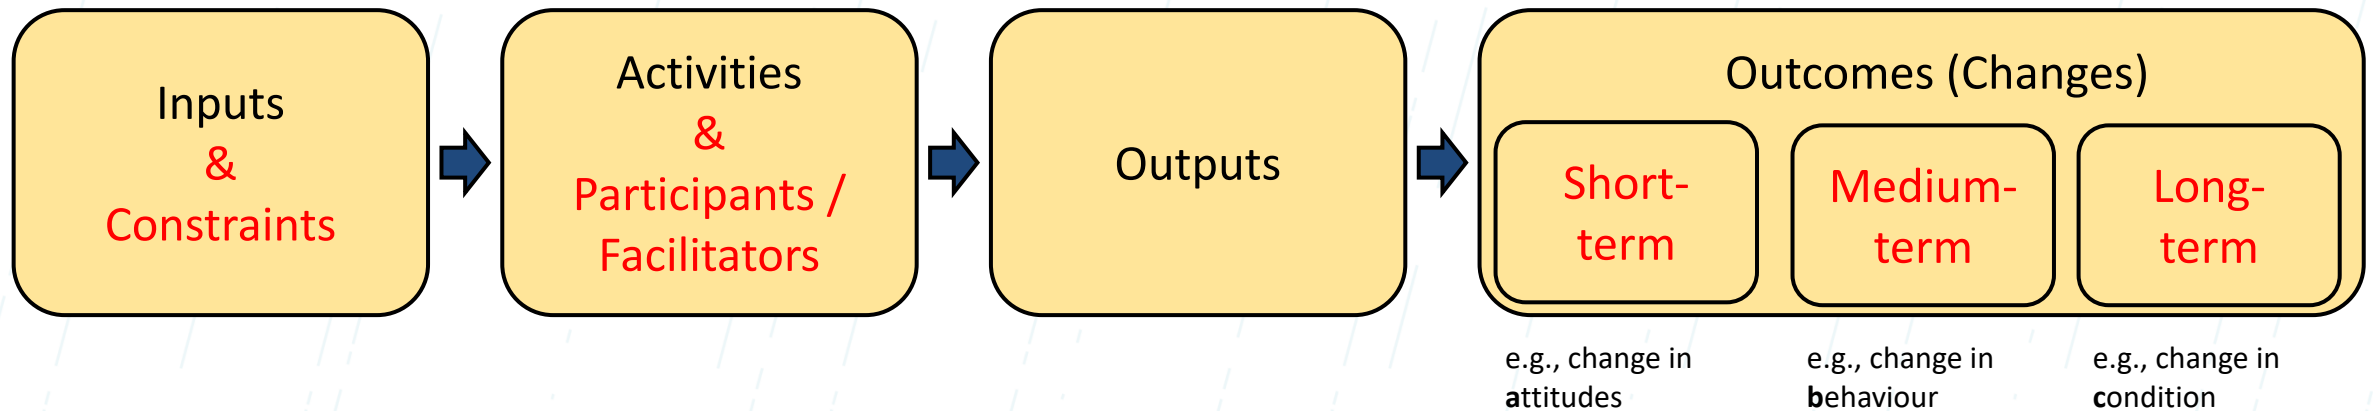 Inputs
&
Constraints
Activities
&
Participants /
Facilitators
Outputs
Outcomes (Changes)
Short-
term
Medium-
term
Long-
term
e.g., change in
attitudes
e.g., change in
behaviour
e.g., change in
condition